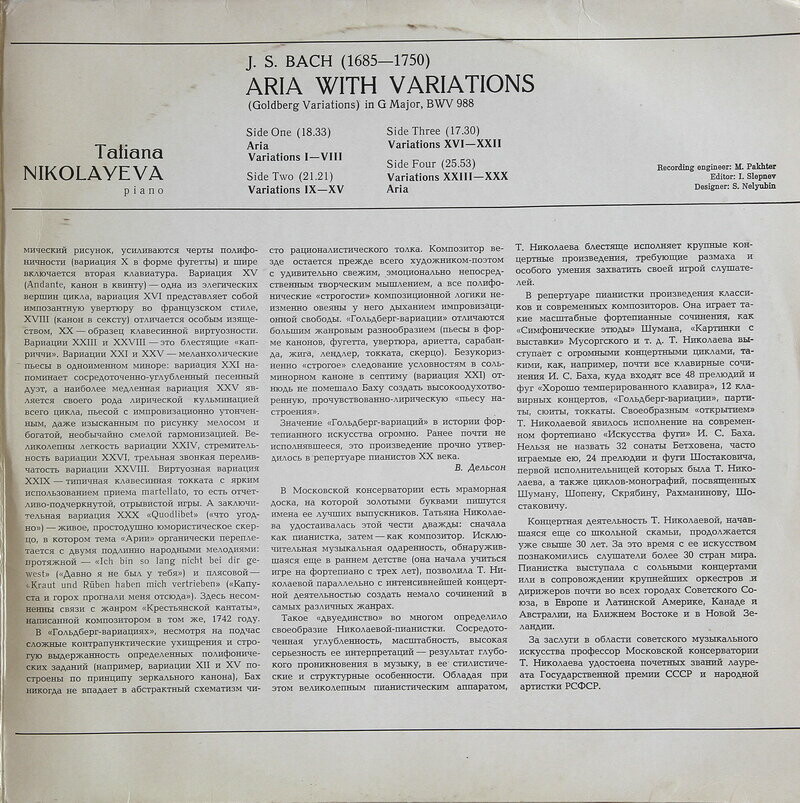 J. S. BACH (1685—1750)
ARIA WITH VARIATIONS
(Goldberg Variations) in G Major, BWV 988
Tatiana
NIKOLAYEVA
piano
Side One (18.33)
Aria
Variations I—VIII
Side Two (21.21)
Variations IX—XV
Side Three (17.30)
Variations XVI—XXII
Side Four (25.53)
Variations XXIII—XXX
Aria
Recording engineer: M. Pakhter
Editor: I. Slepnev
Designer: S. Nelyubin
мический рисунок, усиливаются черты полифо-
ничности (вариация X в форме фугетты) и шире
включается вторая клавиатура. Вариация XV
(Andante, канон в квинту) — одна из элегических
вершин цикла, вариация XVI представляет собой
импозантную увертюру во французском стиле,
XVIII (канон в сексту) отличается особым изяще-
ством, XX — образец клавесинной виртуозности.
Вариации XXIII и XXVIII — это блестящие «кап-
риччи». Вариации XXI и XXV — меланхолические
пьесы в одноименном миноре: вариация XXI на-
поминает сосредоточенно-углубленный песенный
дуэт, а наиболее медленная вариация XXV яв-
ляется своего рода лирической кульминацией
всего цикла, пьесой с импровизационно утончен-
ным, даже изысканным по рисунку мелосом и
богатой, необычайно смелой гармонизацией. Ве-
ликолепны легкость вариации XXIV, стремитель-
ность вариации XXVI, трельная звонкая перелив-
чатость вариации XXVIII. Виртуозная вариация
XXIX — типичная клавесинная токката с ярким
использованием приема martellato, то есть отчет-
ливо-подчеркнутой, отрывистой игры. А заключи-
тельная вариация XXX «Quodlibet» («что угод-
но») — живое, простодушно юмористическое скер-
цо, в котором тема «Арии» органически перепле-
тается с двумя подлинно народными мелодиями:
протяжной — «Ich bin so lang nicht bei dir ge-
west» («Давно я не был у тебя») и плясовой —
«Kraut und Rüben haben mich vertrieben» («Капу-
ста и горох прогнали меня отсюда»). Здесь несом-
ненны связи с жанром «Крестьянской кантаты»,
написанной композитором в том же, 1742 году.
В «Гольдберг-вариациях», несмотря на подчас
сложные контрапунктические ухищрения и стро-
гую выдержанность определенных полифониче-
ских заданий (например, вариации XII и XV по-
строены по принципу зеркального канона), Бах
никогда не впадает в абстрактный схематизм чи-
сто рационалистического толка. Композитор ве-
зде остается прежде всего художником-поэтом
с удивительно свежим, эмоционально непосред-
ственным творческим мышлением, а все полифо-
нические «строгости» композиционной логики не-
изменно овеяны у него дыханием импровизаци-
онной свободы. «Гольдберг-вариации» отличаются
большим жанровым разнообразием (пьесы в фор-
ме канонов, фугетта, увертюра, ариетта, сарабан-
да, жига, лендлер, токката, скерцо). Безукориз-
ненно «строгое» следование условностям в соль-
минорном каноне в септиму (вариация XXI) от-
нюдь не помешало Баху создать высокоодухотво-
ренную, прочувствованно-лирическую «пьесу на-
строения».
Значение «Гольдберг-вариаций» в истории фор-
тепианного искусства огромно. Ранее почти не
исполнявшееся, это произведение прочно утвер-
дилось в репертуаре пианистов XX века.
В. Дельсон
В Московской консерватории есть мраморная
доска, на которой золотыми буквами пишутся
имена ее лучших выпускников. Татьяна Николае-
ва удостаивалась этой чести дважды: сначала
как пианистка, затем — как композитор. Исклю-
чительная музыкальная одаренность, обнаружив-
шаяся еще в раннем детстве (она начала учиться
игре на фортепиано с трех лет), позволила Т. Ни-
колаевой параллельно с интенсивнейшей концерт-
ной деятельностью создать немало сочинений в
самых различных жанрах.
Такое «двуединство» во многом определило
своеобразие Николаевой-пианистки. Сосредото-
ченная углубленность, масштабность, высокая
серьезность ее интерпретаций — результат глубо-
кого проникновения в музыку, в ее стилистиче-
ские и структурные особенности. Обладая при
этом великолепным пианистическим аппаратом,
Т. Николаева блестяще исполняет крупные кон-
цертные произведения, требующие размаха и
особого умения захватить своей игрой слушате-
лей.
В репертуаре пианистки произведения класси-
ков и современных композиторов. Она играет та-
кие масштабные фортепианные сочинения, как
«Симфонические этюды» Шумана, «Картинки с
выставки» Мусоргского и т. д. Т. Николаева вы-
ступает с огромными концертными циклами, та-
кими, как, например, почти все клавирные сочи-
нения И. С. Баха, куда входят все 48 прелюдий и
фуг «Хорошо темперированного клавира», 12 кла-
вирных концертов, «Гольдберг-вариации», парти-
ты, сюиты, токкаты. Своеобразным «открытием»
Т. Николаевой явилось исполнение на современ-
ном фортепиано «Искусства фуги» И. С. Баха.
Нельзя не назвать 32 сонаты Бетховена, часто
играемые ею, 24 прелюдии и фуги Шостаковича,
первой исполнительницей которых была Т. Нико-
лаева, а также циклов-монографий, посвященных
Шуману, Шопену, Скрябину, Рахманинову, Шо-
стаковичу.
Концертная деятельность Т. Николаевой, начав-
шаяся еще со школьной скамьи, продолжается
уже свыше 30 лет. За это время с ее искусством
познакомились слушатели более 30 стран мира.
Пианистка выступала с сольными концертами
или в сопровождении крупнейших оркестров и
дирижеров почти во всех городах Советского Со-
юза, в Европе и Латинской Америке, Канаде и
Австралии, на Ближнем Востоке и в Новой Зе-
ландии.
За заслуги в области советского музыкального
искусства профессор Московской консерватории
Т. Николаева удостоена почетных званий лауре-
ата Государственной премии СССР и народной
артистки РСФСР.